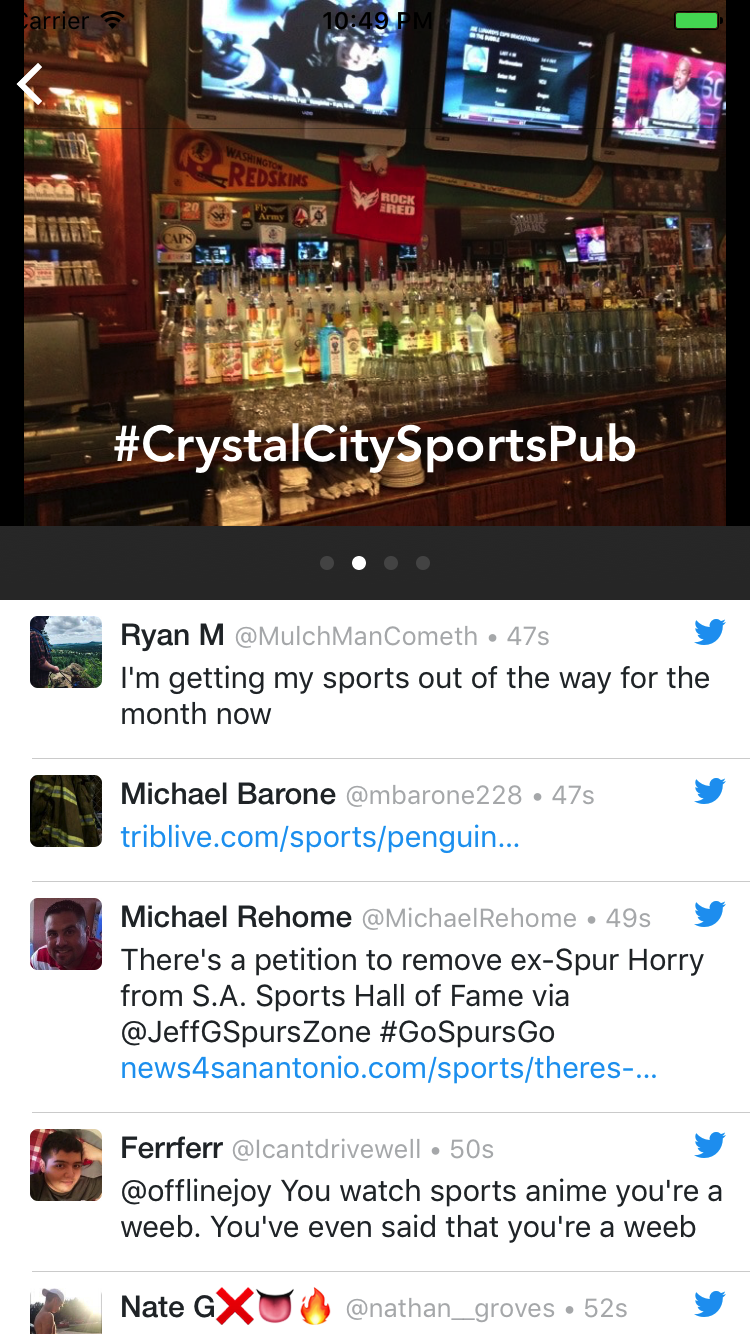 Carrier 10:49 PM
WASHINGTON
REDSKINS
ROCK
THE RED
20
Fly
Army
CAPS
#CrystalCitySportsPub
Ryan M @MulchManCometh • 47s
I'm getting my sports out of the way for the
month now
Michael Barone @mbarone228 • 47s
triblive.com/sports/penguin...
Michael Rehome @MichaelRehome • 49s
There's a petition to remove ex-Spur Horry
from S.A. Sports Hall of Fame via
@JeffGSpursZone #GoSpursGo
news4sanantonio.com/sports/theres-...
Ferrferr @Icantdrivewell • 50s
@offlinejoy You watch sports anime you're a
weeb. You've even said that you're a weeb
Nate G❌👅🔥 @nathan__groves • 52s